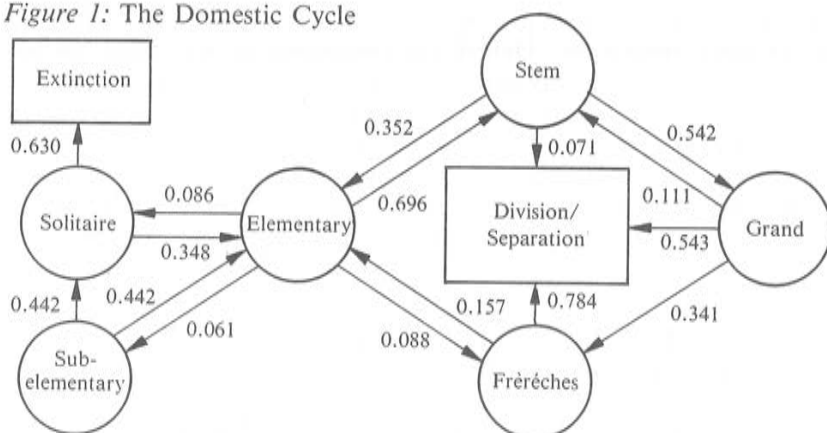 Figure 1: The Domestic Cycle
Extinction
Stem
0.630
0.352
0.542
0.071
0.086
Solitaire
Elementary
0.696
Division/
Separation
0.111
Grand
0.348
0.543
0.442
0.442
0.061
0.157
0.784
0.341
0.088
Sub-
elementary
Frèréches